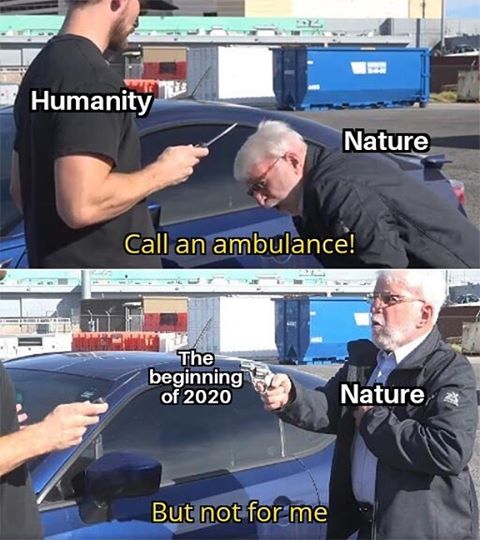 Humanity
Nature
Call an ambulance!
The
beginning
of 2020
Nature
But not for me